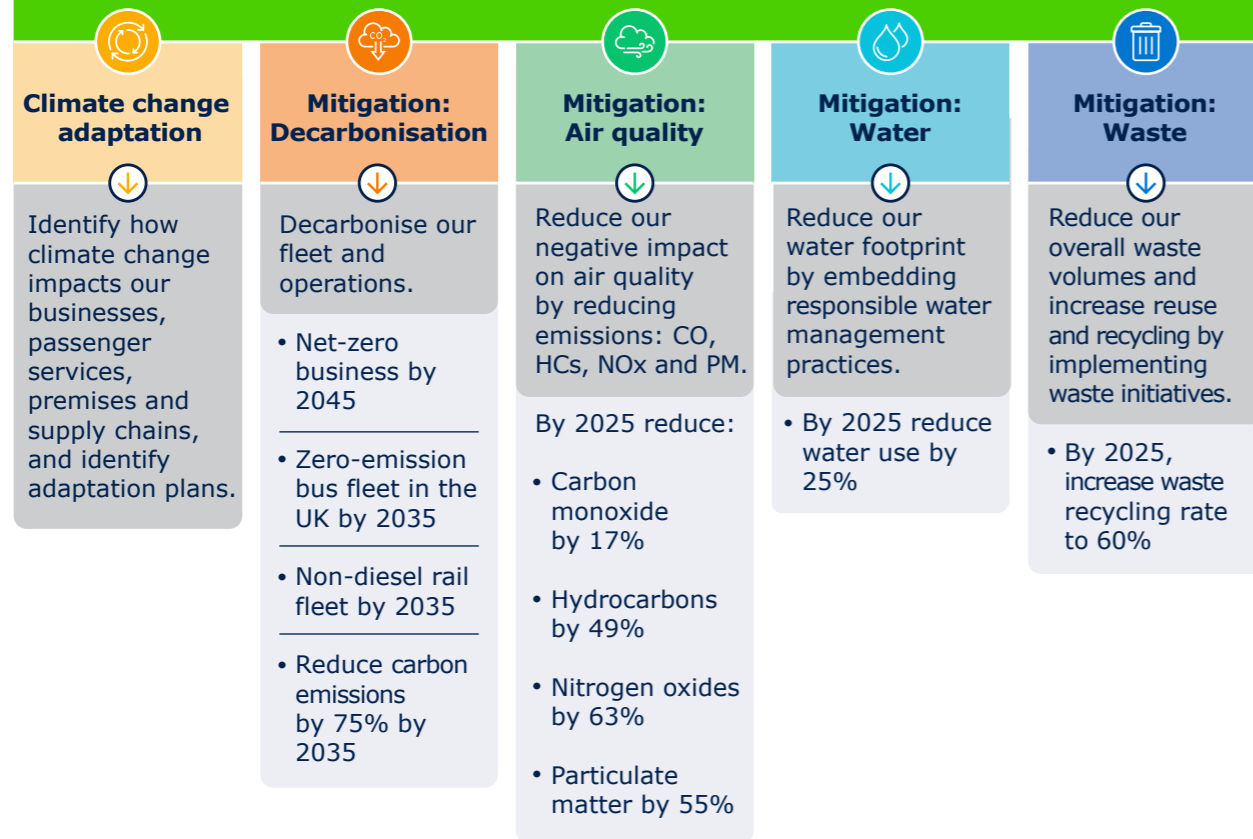 Climate change
adaptation
Identify how
climate change
impacts our
businesses,
passenger
services,
premises and
supply chains,
and identify
adaptation plans.
CO₂
Mitigation:
Decarbonisation
Decarbonise our
fleet and
operations.
• Net-zero
business by
2045
• Zero-emission
bus fleet in the
UK by 2035
• Non-diesel rail
fleet by 2035
• Reduce carbon
emissions
by 75% by
2035
Mitigation:
Air quality
Reduce our
negative impact
on air quality
by reducing
emissions: CO,
HCs, NOx and PM.
By 2025 reduce:
• Carbon
monoxide
by 17%
• Hydrocarbons
by 49%
• Nitrogen oxides
by 63%
• Particulate
matter by 55%
Mitigation:
Water
Reduce our
water footprint
by embedding
responsible water
management
practices.
• By 2025 reduce
water use by
25%
Mitigation:
Waste
Reduce our
overall waste
volumes and
increase reuse
and recycling by
implementing
waste initiatives.
• By 2025,
increase waste
recycling rate
to 60%